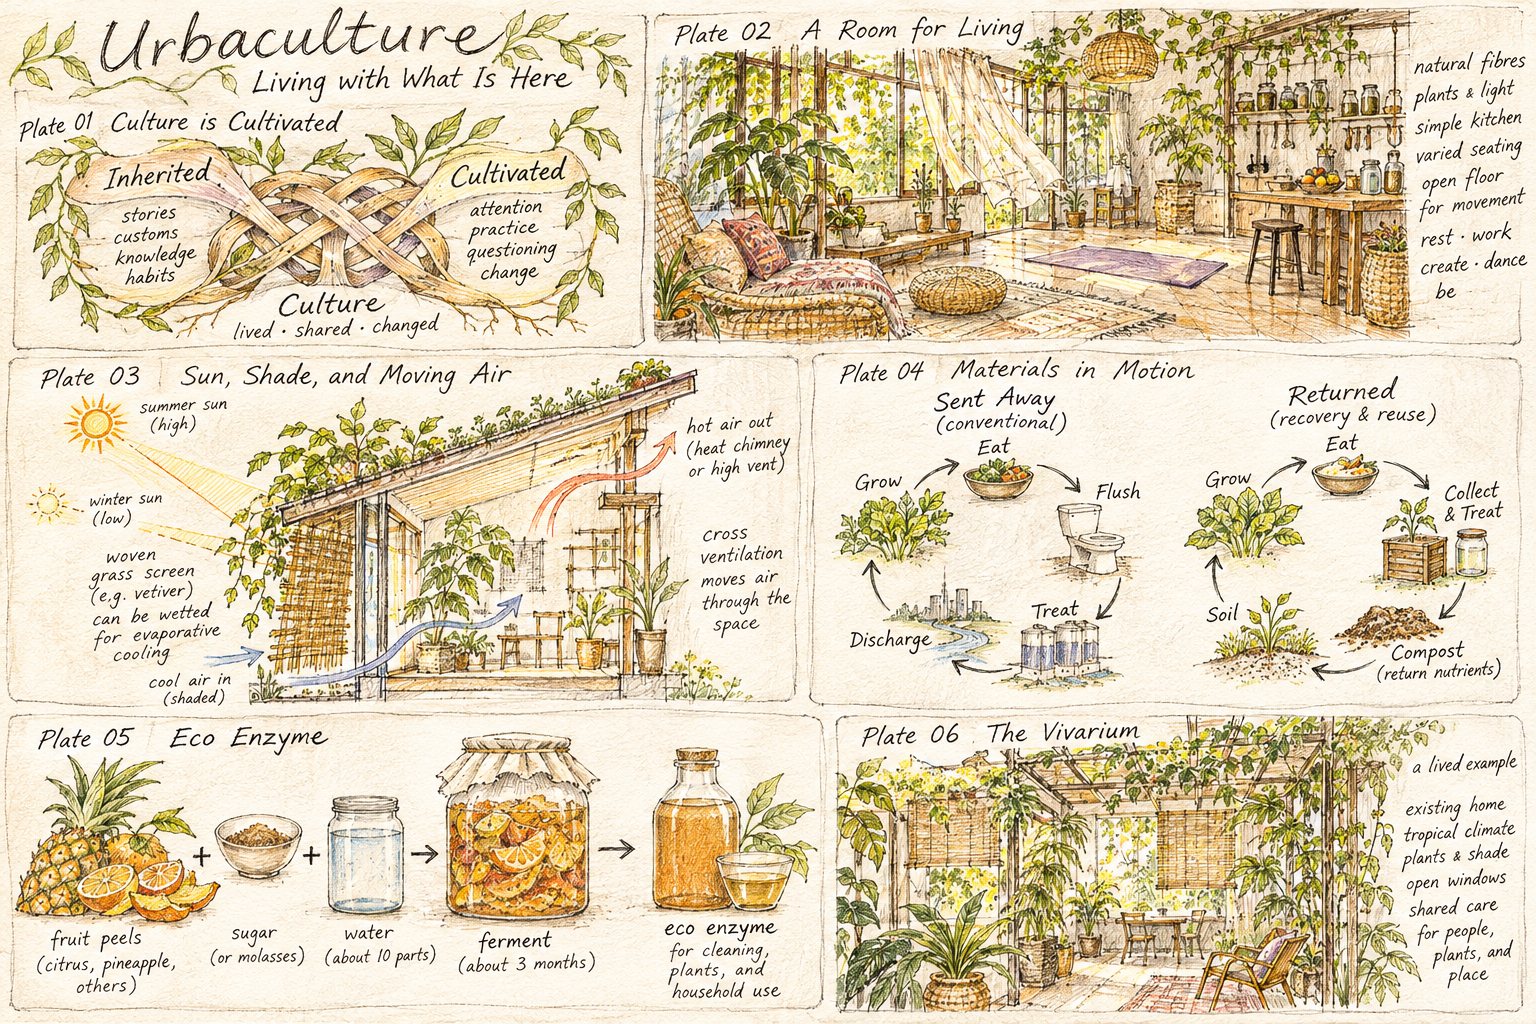 Urbaculture
Living with What Is Here
Plate 01 Culture is Cultivated
Inherited
stories
customs
knowledge
habits
Cultivated
attention
practice
questioning
change
Culture
lived · shared · changed
Plate 02 A Room for Living
natural fibres
plants & light
simple kitchen
varied seating
open floor
for movement
rest · work
create · dance
be
Plate 03 Sun, Shade, and Moving Air
summer sun
(high)
winter sun
(low)
woven
grass screen
(e.g. vetiver)
can be wetted
for evaporative
cooling
cool air in
(shaded)
hot air out
(heat chimney
or high vent)
cross
ventilation
moves air
through the
space
Plate 04 Materials in Motion
Sent Away
(conventional)
Eat
Grow
Flush
Treat
Discharge
Returned
(recovery & reuse)
Eat
Grow
Collect
& Treat
Soil
Compost
(return nutrients)
Plate 05 Eco Enzyme
+
+
fruit peels
(citrus, pineapple,
others)
sugar
(or molasses)
water
(about 10 parts)
ferment
(about 3 months)
eco enzyme
for cleaning,
plants, and
household use
Plate 06 The Vivarium
a lived example
existing home
tropical climate
plants & shade
open windows
shared care
for people,
plants, and
place